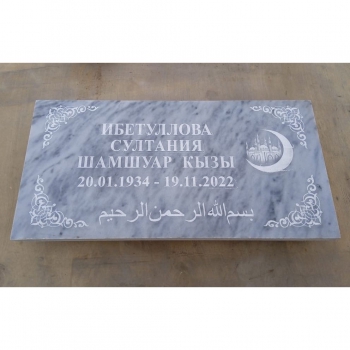 ИБЕТУЛЛОВА
СУЛТАНИЯ
ШАМШУАР КЫЗЫ
20.01.1934 - 19.11.2022
بسم الله الرحمن الرحيم